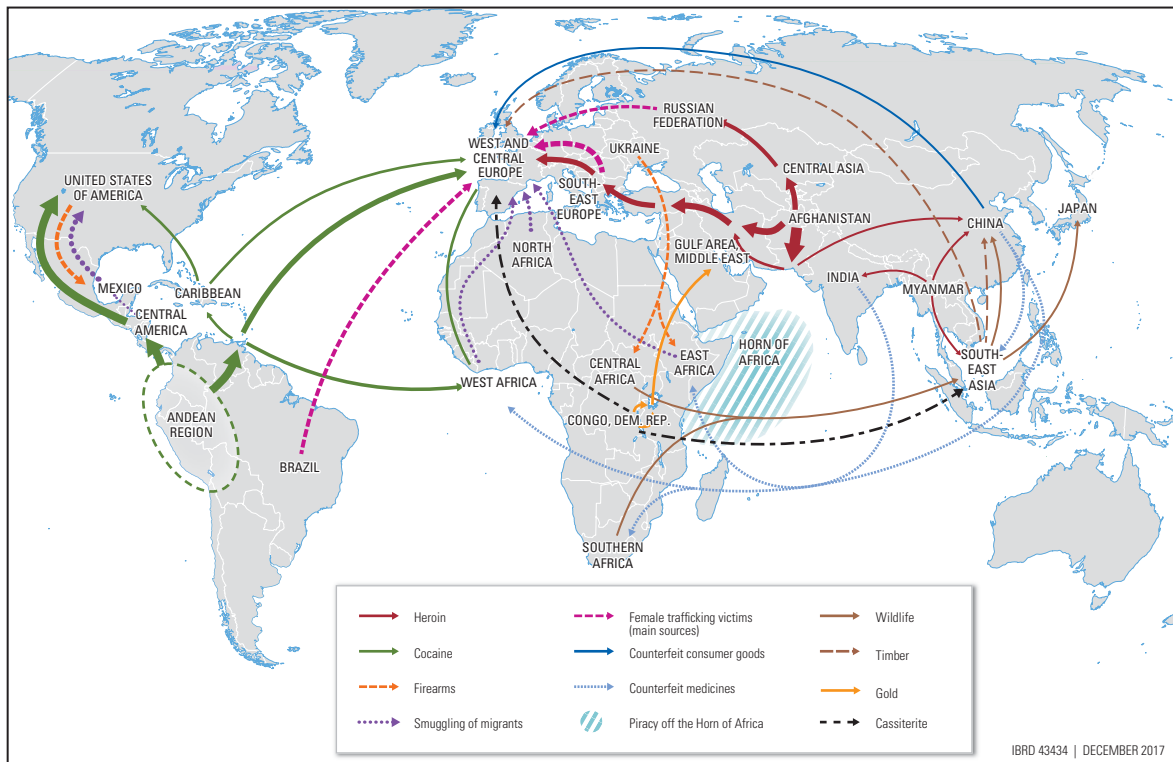 RUSSIAN
FEDERATION
WEST AND
CENTRAL
EUROPE
UKRAINE
CENTRAL ASIA
UNITED STATES
OF AMERICA
SOUTH-
EAST
EUROPE
AFGHANISTAN
JAPAN
CHINA
NORTH
AFRICA
GULF AREA,
MIDDLE EAST
INDIA
MYANMAR
MEXICO
CARIBBEAN
CENTRAL
AMERICA
HORN OF
AFRICA
SOUTH-
EAST
ASIA
CENTRAL
AFRICA
EAST
AFRICA
WEST AFRICA
ANDEAN
REGION
CONGO, DEM. REP.
BRAZIL
SOUTHERN
AFRICA
Heroin
Female trafficking victims
(main sources)
Wildlife
Cocaine
Counterfeit consumer goods
Timber
Firearms
Counterfeit medicines
Gold
Smuggling of migrants
Piracy off the Horn of Africa
Cassiterite
IBRD 43434 | DECEMBER 2017